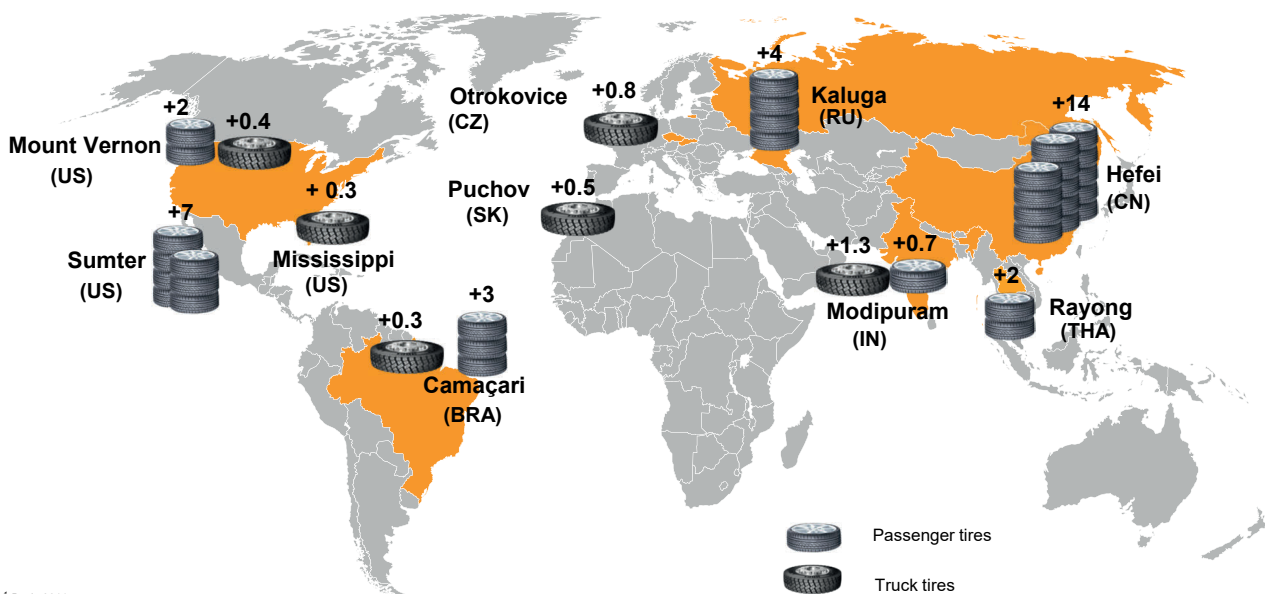 +2
+0.4
Mount Vernon
(US)
+ 0.3
Mississippi
(US)
+7
Sumter
(US)
+0.3
+3
Camaçari
(BRA)
Otrokovice
(CZ)
+0.8
Puchov
(SK)
+0.5
+4
Kaluga
(RU)
+14
Hefei
(CN)
+1.3
+0.7
Modipuram
(IN)
+2
Rayong
(THA)
Passenger tires
Truck tires